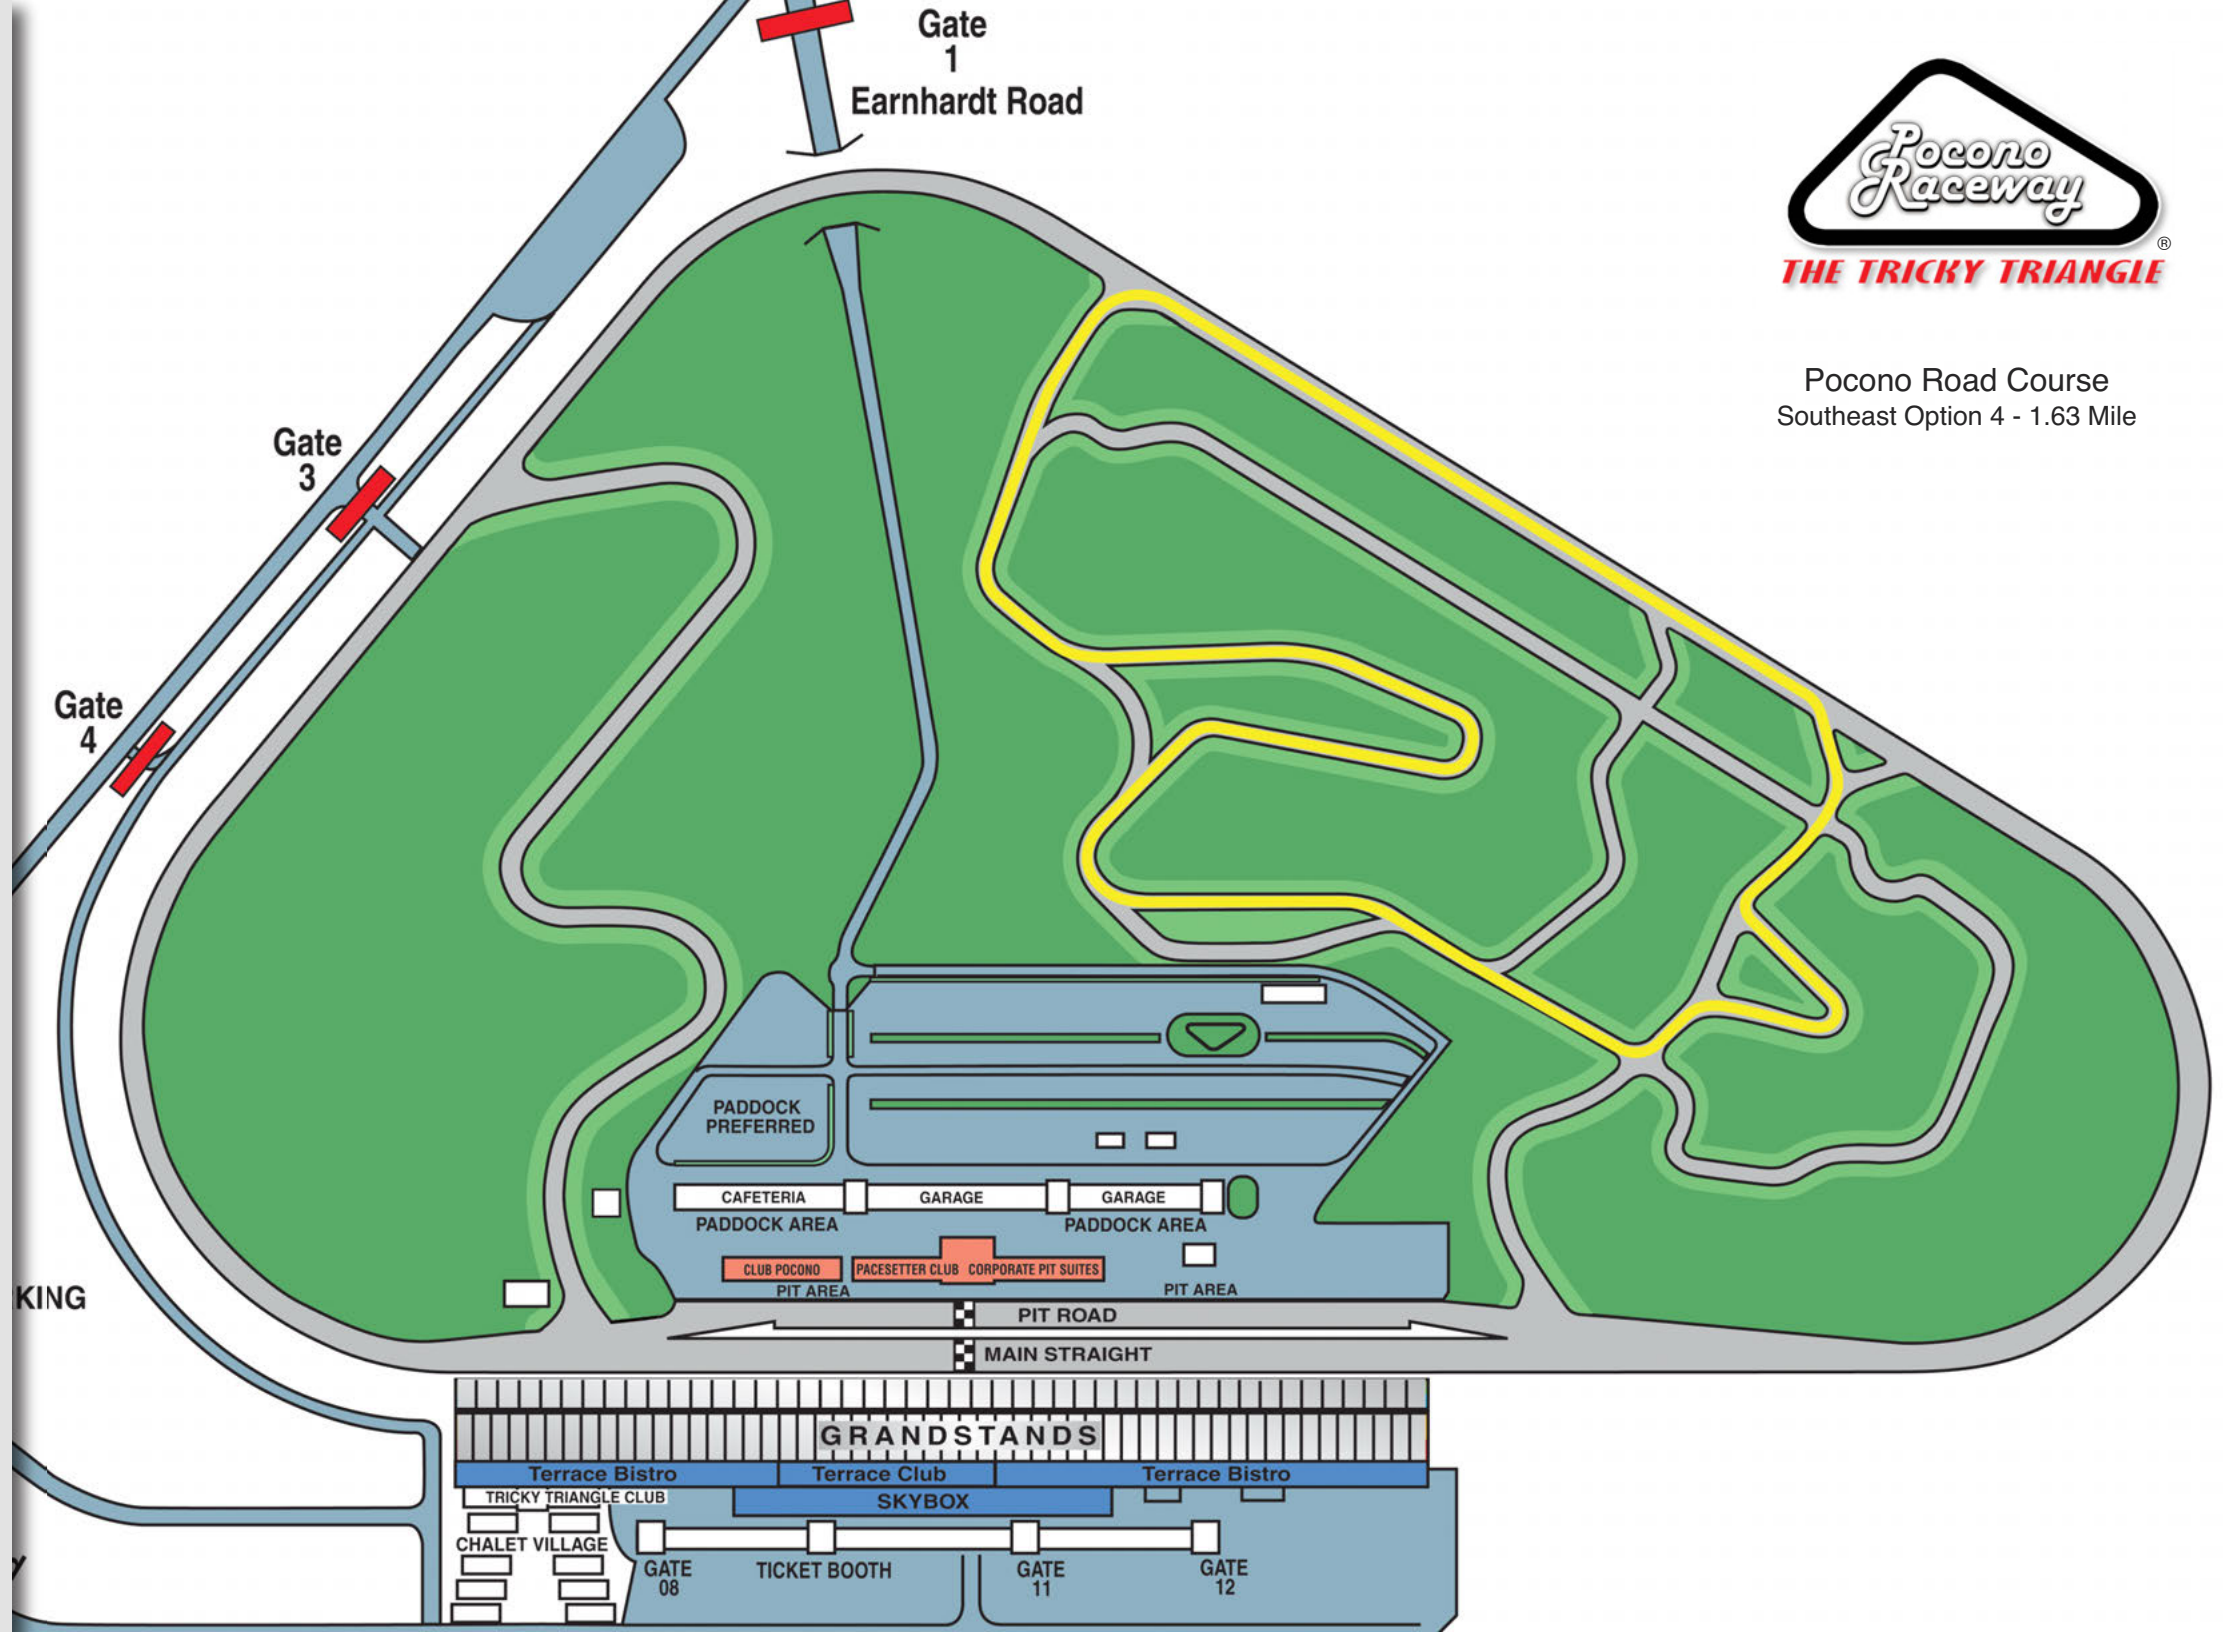 Gate
1
Earnhardt Road
Pocono
Raceway
®
THE TRICKY TRIANGLE
Pocono Road Course
Southeast Option 4 - 1.63 Mile
Gate
3
Gate
4
PADDOCK
PREFERRED
CAFETERIA
GARAGE
GARAGE
PADDOCK AREA
PADDOCK AREA
CLUB POCONO
PACESETTER CLUB
CORPORATE PIT SUITES
PIT AREA
PIT AREA
KING
PIT ROAD
MAIN STRAIGHT
GRANDSTANDS
Terrace Bistro
Terrace Club
Terrace Bistro
TRICKY TRIANGLE CLUB
SKYBOX
CHALET VILLAGE
GATE
08
TICKET BOOTH
GATE
11
GATE
12